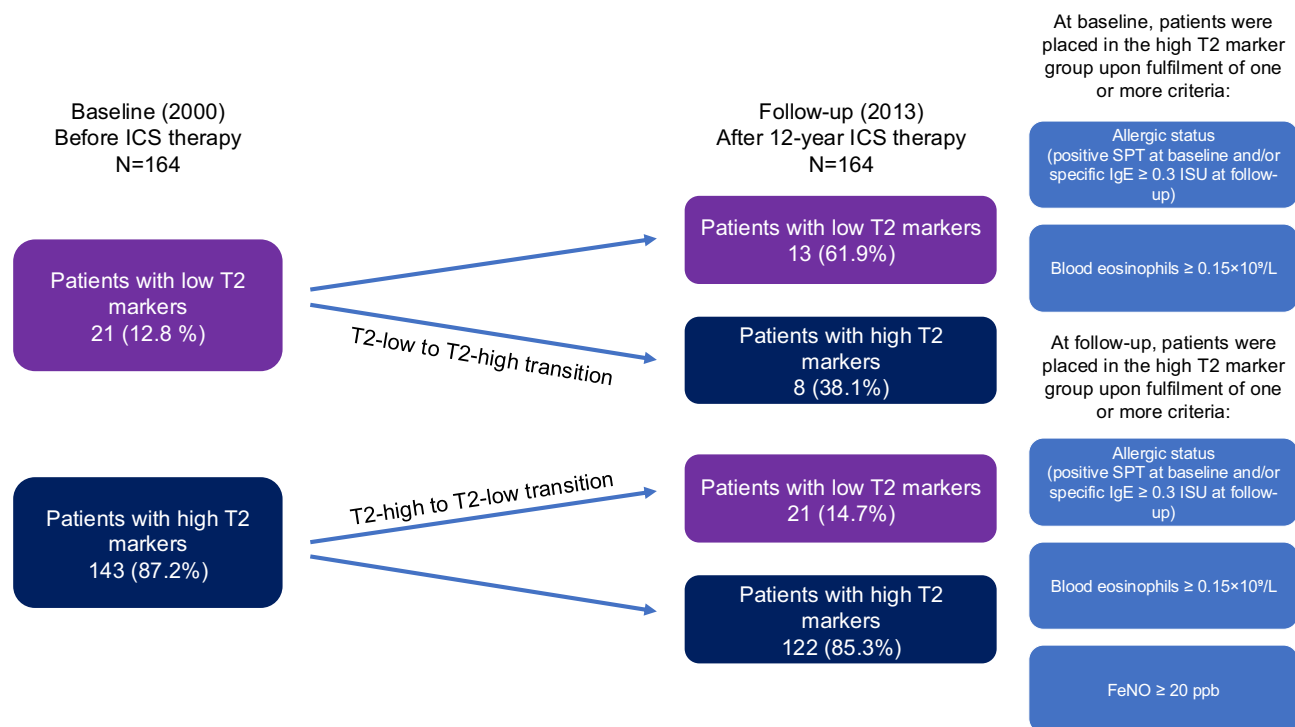 Baseline (2000)
Before ICS therapy
N=164
Patients with low T2
markers
21 (12.8 %)
Patients with high T2
markers
143 (87.2%)
T2-low to T2-high transition
T2-high to T2-low transition
Follow-up (2013)
After 12-year ICS therapy
N=164
Patients with low T2 markers
13 (61.9%)
Patients with high T2
markers
8 (38.1%)
Patients with low T2 markers
21 (14.7%)
Patients with high T2
markers
122 (85.3%)
At baseline, patients were
placed in the high T2 marker
group upon fulfilment of one
or more criteria:
Allergic status
(positive SPT at baseline and/or
specific IgE ≥ 0.3 ISU at follow-
up)
Blood eosinophils ≥ 0.15×10⁹/L
At follow-up, patients were
placed in the high T2 marker
group upon fulfilment of one
or more criteria:
Allergic status
(positive SPT at baseline and/or
specific IgE ≥ 0.3 ISU at follow-
up)
Blood eosinophils ≥ 0.15×10⁹/L
FeNO ≥ 20 ppb